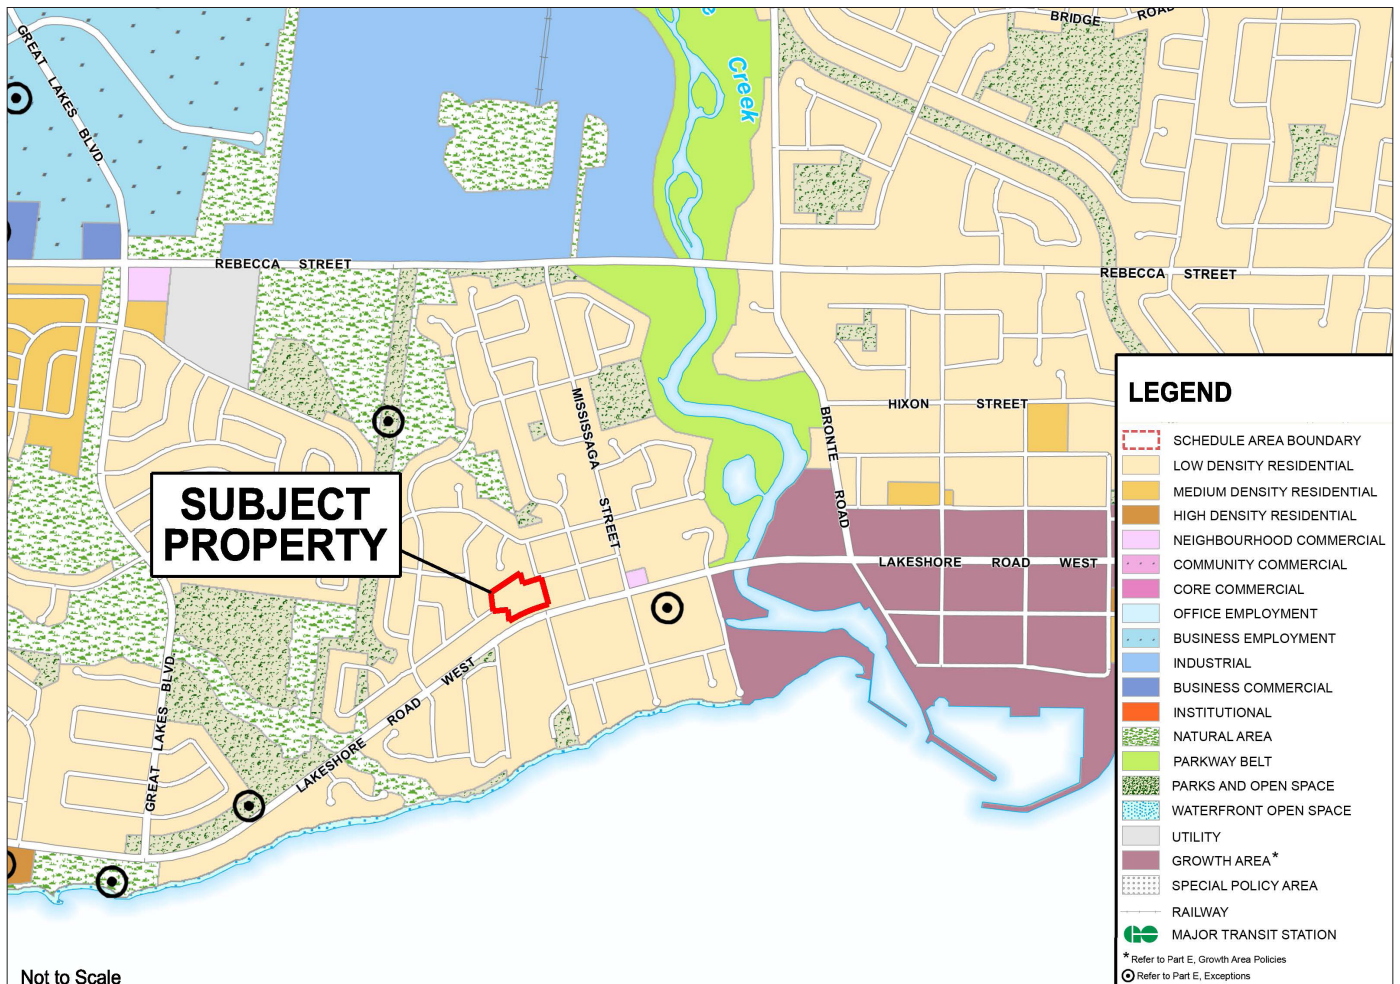 GREAT LAKES BLVD.
e
Creek
BRIDGE ROAD
REBECCA STREET
REBECCA STREET
MISSISSAGA STREET
BRONTE ROAD
HIXON STREET
SUBJECT
PROPERTY
LAKESHORE ROAD WEST
GREAT LAKES BLVD.
LAKESHORE ROAD WEST
Not to Scale
LEGEND
SCHEDULE AREA BOUNDARY
LOW DENSITY RESIDENTIAL
MEDIUM DENSITY RESIDENTIAL
HIGH DENSITY RESIDENTIAL
NEIGHBOURHOOD COMMERCIAL
COMMUNITY COMMERCIAL
CORE COMMERCIAL
OFFICE EMPLOYMENT
BUSINESS EMPLOYMENT
INDUSTRIAL
BUSINESS COMMERCIAL
INSTITUTIONAL
NATURAL AREA
PARKWAY BELT
PARKS AND OPEN SPACE
WATERFRONT OPEN SPACE
UTILITY
GROWTH AREA*
SPECIAL POLICY AREA
RAILWAY
GO MAJOR TRANSIT STATION
* Refer to Part E, Growth Area Policies
Refer to Part E, Exceptions